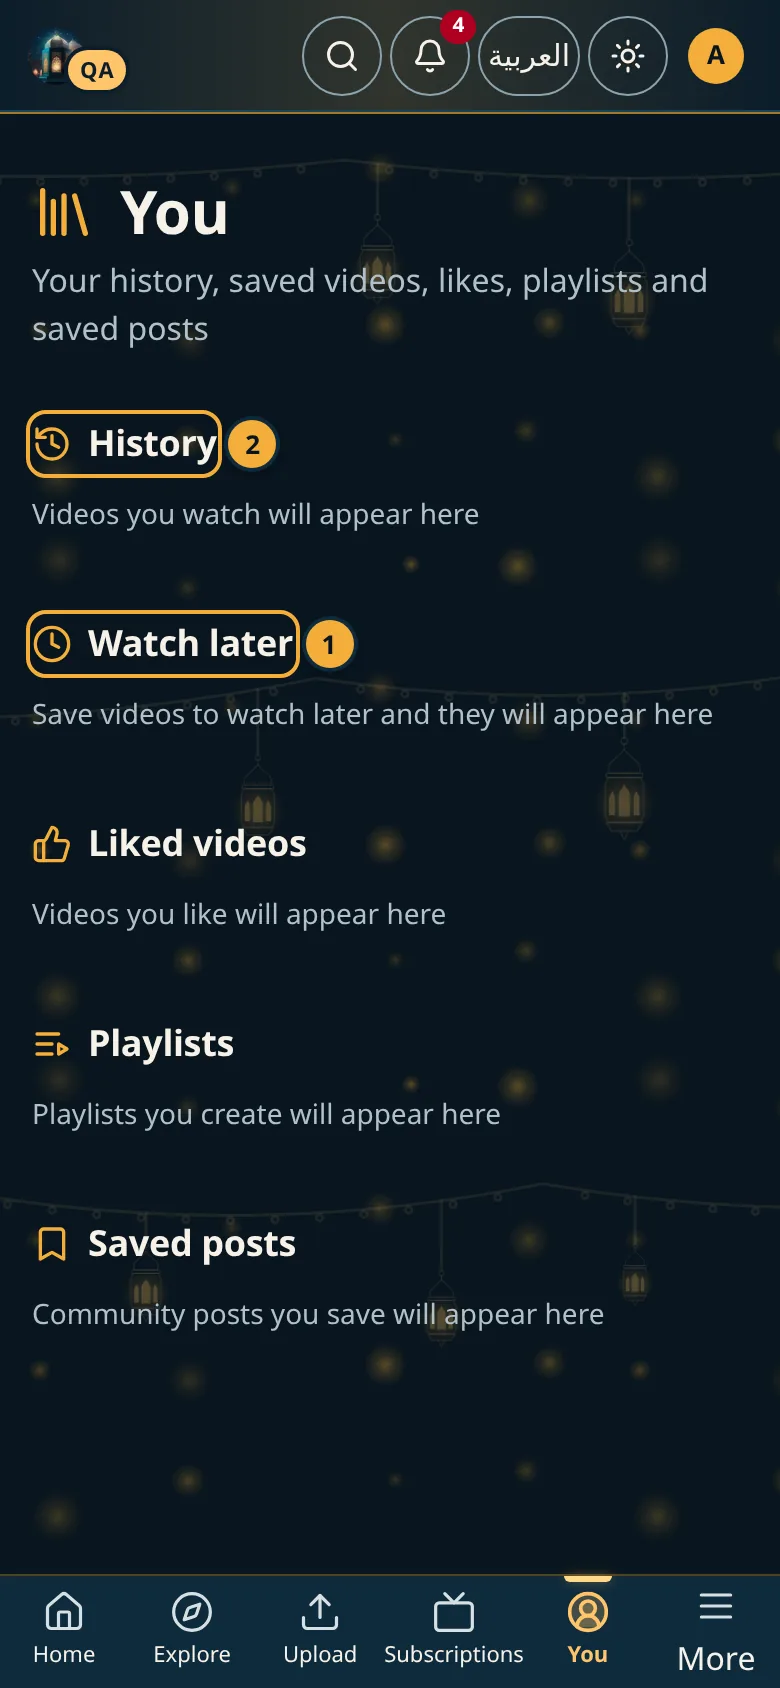 QA
4
العربية
A
You
Your history, saved videos, likes, playlists and
saved posts
History 2
Videos you watch will appear here
Watch later 1
Save videos to watch later and they will appear here
Liked videos
Videos you like will appear here
Playlists
Playlists you create will appear here
Saved posts
Community posts you save will appear here
Home Explore Upload Subscriptions You More